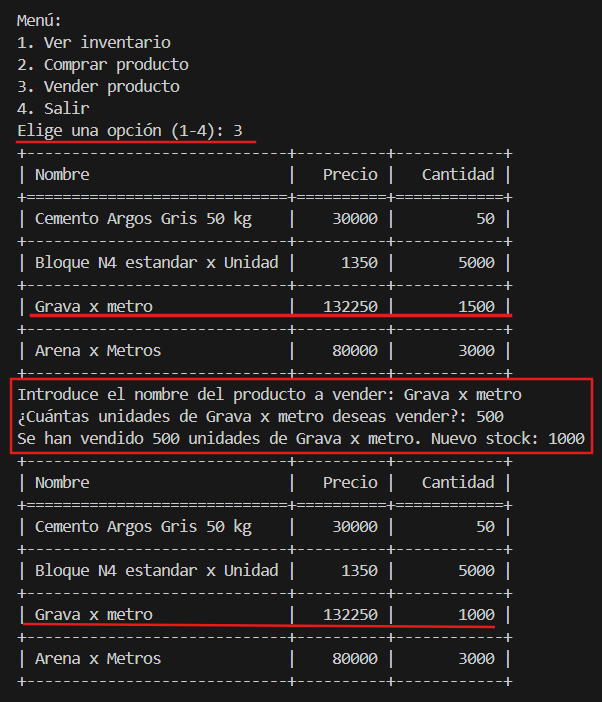 Menú:
1. Ver inventario
2. Comprar producto
3. Vender producto
4. Salir
Elige una opción (1-4): 3
+-----------------------------+----------+------------+
| Nombre                      |   Precio |   Cantidad |
+=============================+==========+============+
| Cemento Argos Gris 50 kg    |    30000 |         50 |
+-----------------------------+----------+------------+
| Bloque N4 estandar x Unidad |     1350 |       5000 |
+-----------------------------+----------+------------+
| Grava x metro               |   132250 |       1500 |
+-----------------------------+----------+------------+
| Arena x Metros              |    80000 |       3000 |
+-----------------------------+----------+------------+
Introduce el nombre del producto a vender: Grava x metro
¿Cuántas unidades de Grava x metro deseas vender?: 500
Se han vendido 500 unidades de Grava x metro. Nuevo stock: 1000
+-----------------------------+----------+------------+
| Nombre                      |   Precio |   Cantidad |
+=============================+==========+============+
| Cemento Argos Gris 50 kg    |    30000 |         50 |
+-----------------------------+----------+------------+
| Bloque N4 estandar x Unidad |     1350 |       5000 |
+-----------------------------+----------+------------+
| Grava x metro               |   132250 |       1000 |
+-----------------------------+----------+------------+
| Arena x Metros              |    80000 |       3000 |
+-----------------------------+----------+------------+